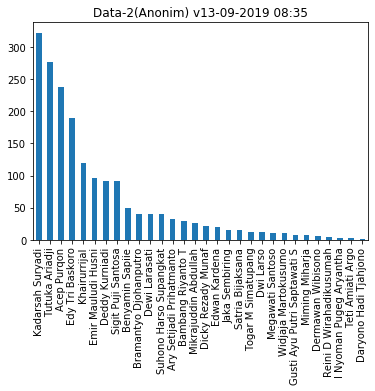 Data-2(Anonim) v13-09-2019 08:35
300
250
200
150
100
50
0
Kadarsah Suryadi
Tutuka Ariadji
Acep Purqon
Edy Tri Baskoro
Khairurrijal
Emir Mauludi Husni
Deddy Kurniadi
Sigit Puji Santosa
Benyamin Sapiie
Bramantyo Djohanputro
Dewi Larasati
Suhono Harso Supangkat
Ary Setijadi Prihatmanto
Bambang Riyanto T
Mikrajuddin Abdullah
Dicky Rezady Munaf
Edwan Kardena
Jaka Sembiring
Satria Bijaksana
Togar M Simatupang
Dwi Larso
Megawati Santoso
Widjaja Martokusumo
Gusti Ayu Putri Saptawati S
Miming Miharja
Dermawan Wibisono
Reini D Wirahadikusumah
I Nyoman Pugeg Aryantha
Teti Armiati Argo
Daryono Hadi Tjahjono